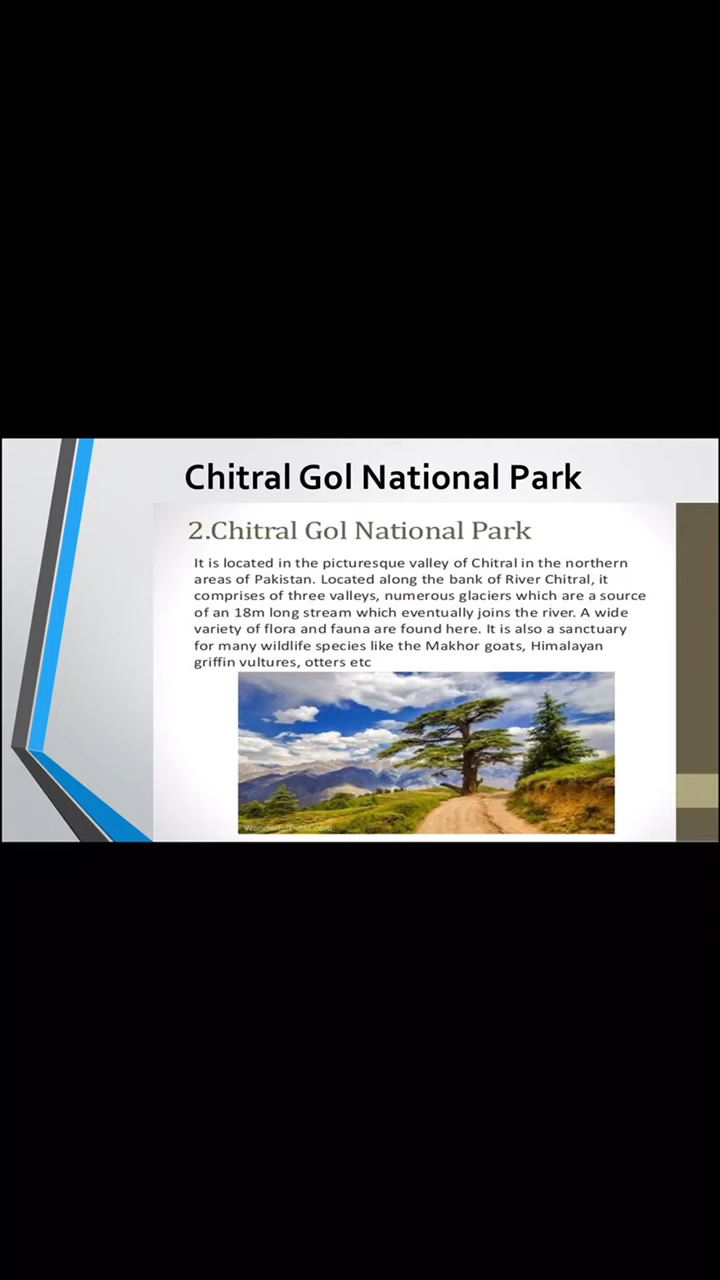 Chitral Gol National Park
2.Chitral Gol National Park
It is located in the picturesque valley of Chitral in the northern
areas of Pakistan. Located along the bank of River Chitral, it
comprises of three valleys, numerous glaciers which are a source
of an 18m long stream which eventually joins the river. A wide
variety of flora and fauna are found here. It is also a sanctuary
for many wildlife species like the Makhor goats, Himalayan
griffin vultures, otters etc